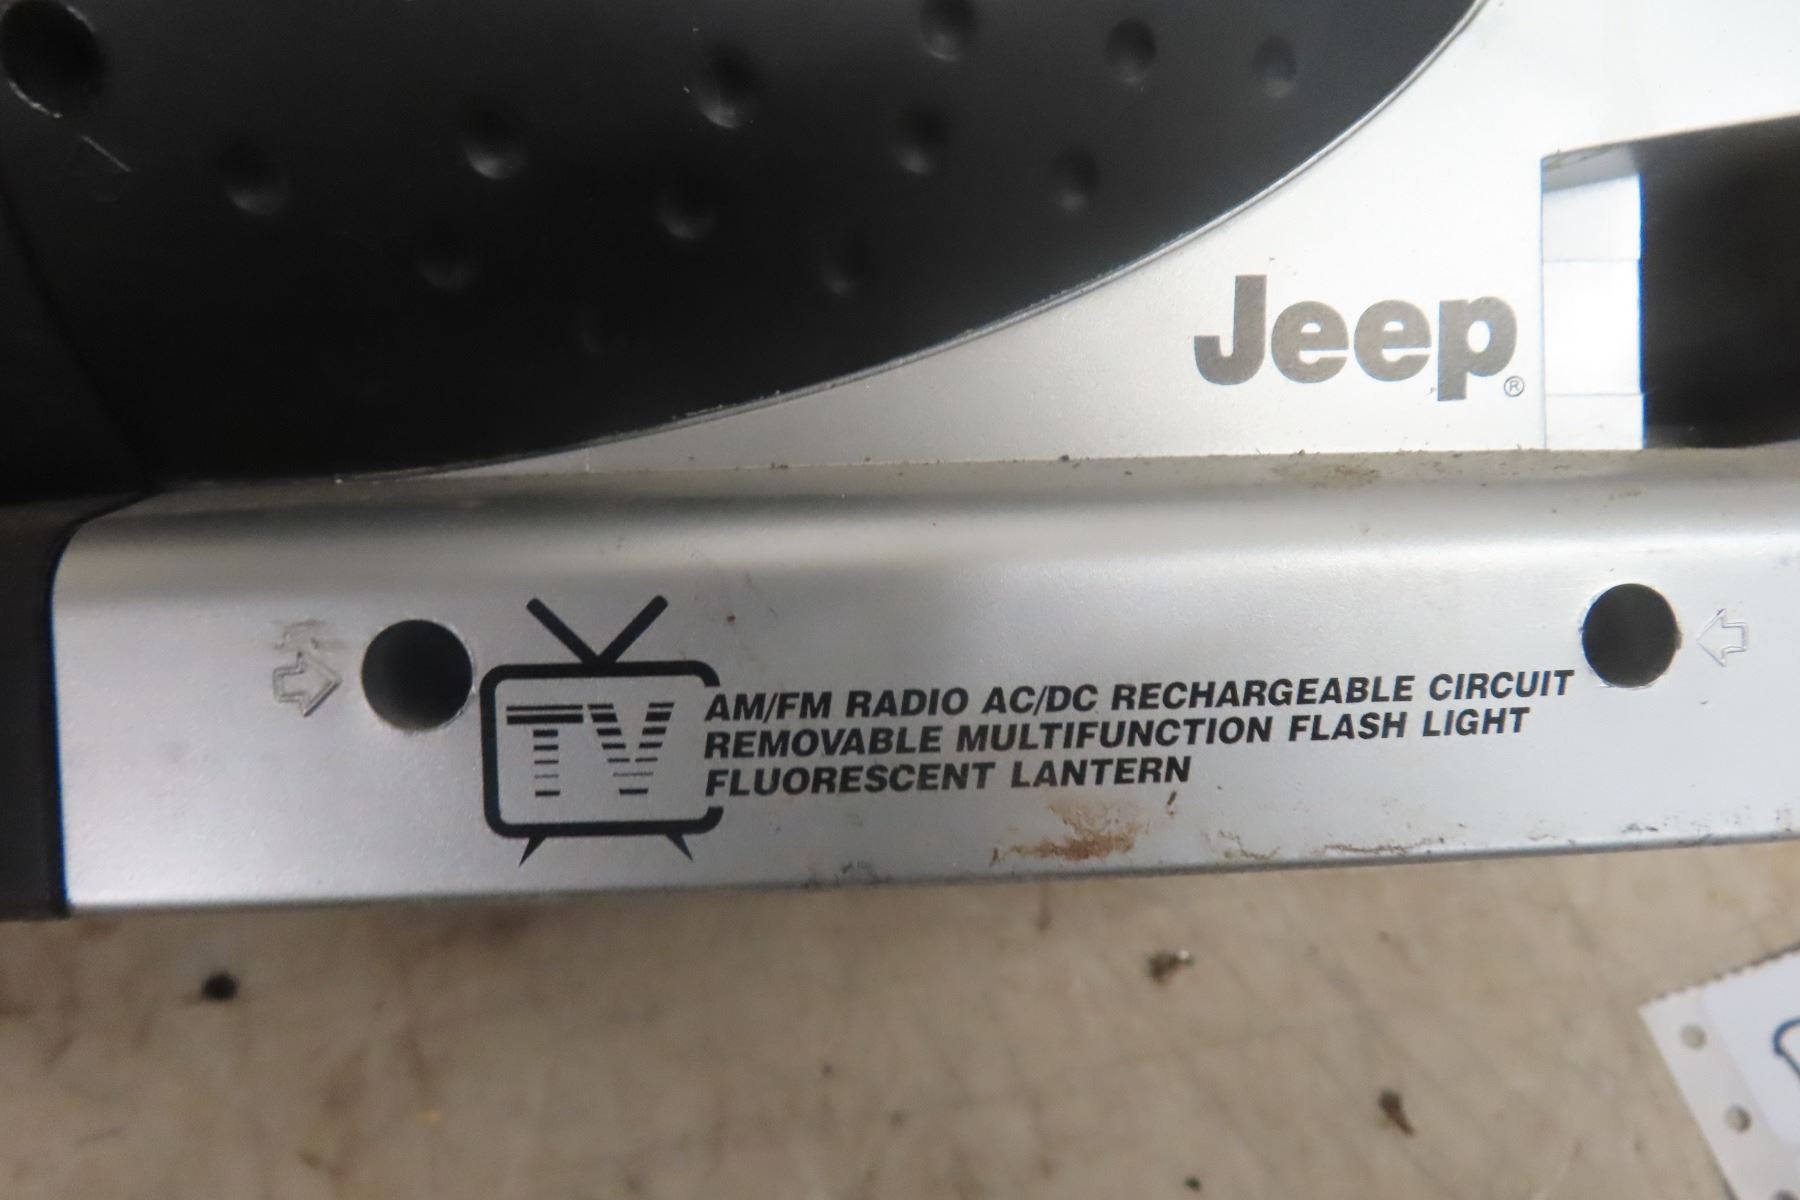 Jeep®
TV
AM/FM RADIO AC/DC RECHARGEABLE CIRCUIT
REMOVABLE MULTIFUNCTION FLASH LIGHT
FLUORESCENT LANTERN